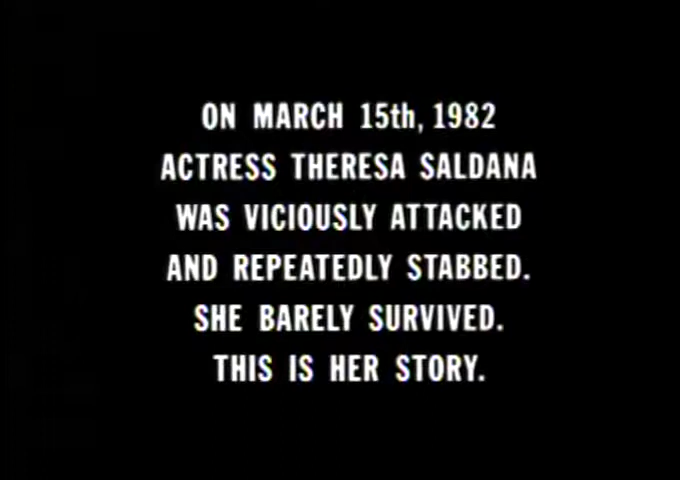 ON MARCH 15th, 1982
ACTRESS THERESA SALDANA
WAS VICIOUSLY ATTACKED
AND REPEATEDLY STABBED.
SHE BARELY SURVIVED.
THIS IS HER STORY.